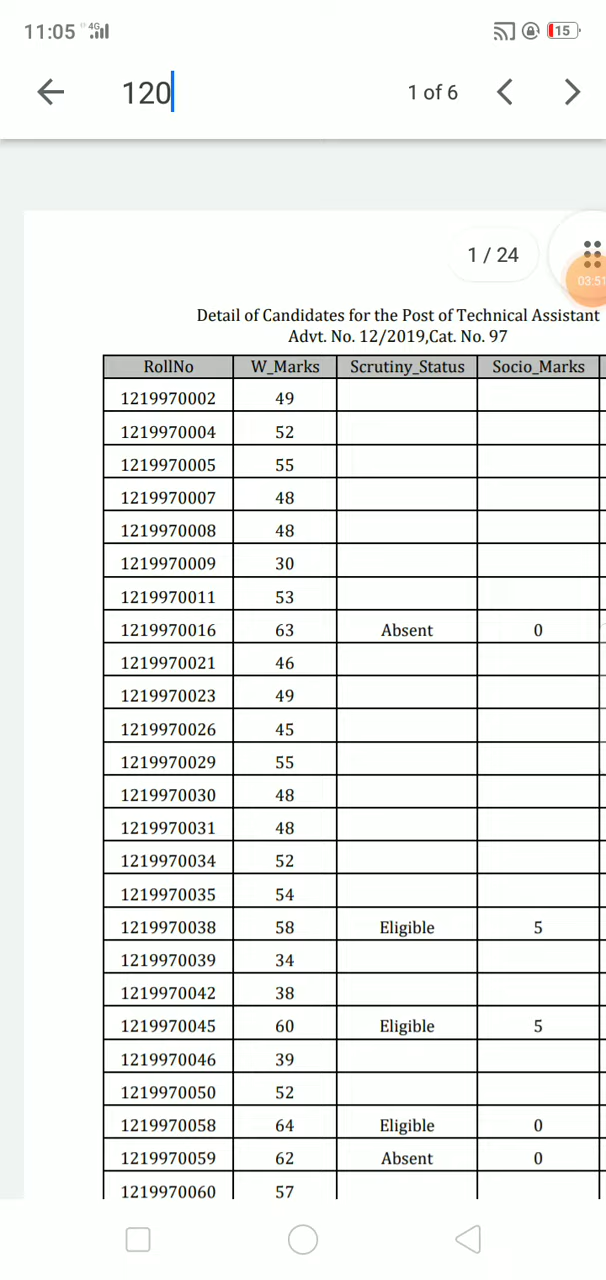 11:05 4G 15
120 1 of 6
1 / 24
03:51
Detail of Candidates for the Post of Technical Assistant
Advt. No. 12/2019,Cat. No. 97
RollNo W_Marks Scrutiny_Status Socio_Marks
1219970002 49
1219970004 52
1219970005 55
1219970007 48
1219970008 48
1219970009 30
1219970011 53
1219970016 63 Absent 0
1219970021 46
1219970023 49
1219970026 45
1219970029 55
1219970030 48
1219970031 48
1219970034 52
1219970035 54
1219970038 58 Eligible 5
1219970039 34
1219970042 38
1219970045 60 Eligible 5
1219970046 39
1219970050 52
1219970058 64 Eligible 0
1219970059 62 Absent 0
1219970060 57